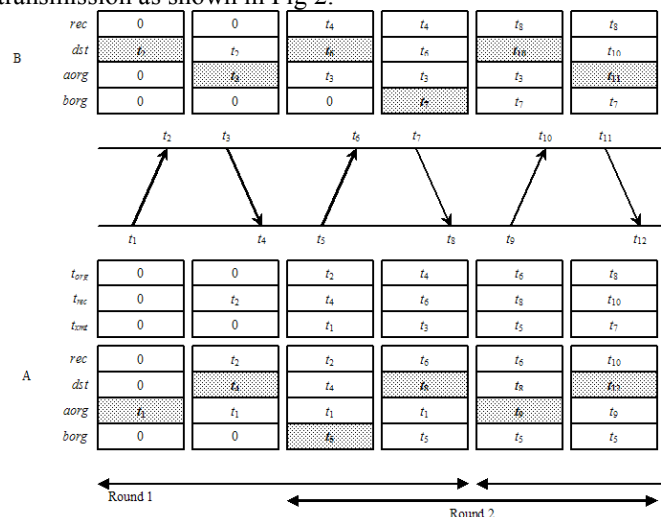 transmission as shown in Fig 2.
rec 0 0 t4 t4 t8 t8
B dst t2 t2 t6 t6 t10 t10
aorg 0 t3 t3 t3 t3 t11
borg 0 0 0 t7 t7 t7
t2 t3 t6 t7 t10 t11
t1 t4 t5 t8 t9 t12
torg 0 0 t2 t4 t6 t8
trec 0 t2 t4 t6 t8 t10
txmt 0 0 t1 t3 t5 t7
rec 0 t2 t2 t6 t6 t10
A dst 0 t4 t4 t8 t8 t12
aorg t1 t1 t1 t1 t9 t9
borg 0 0 t5 t5 t5 t5
Round 1
Round 2